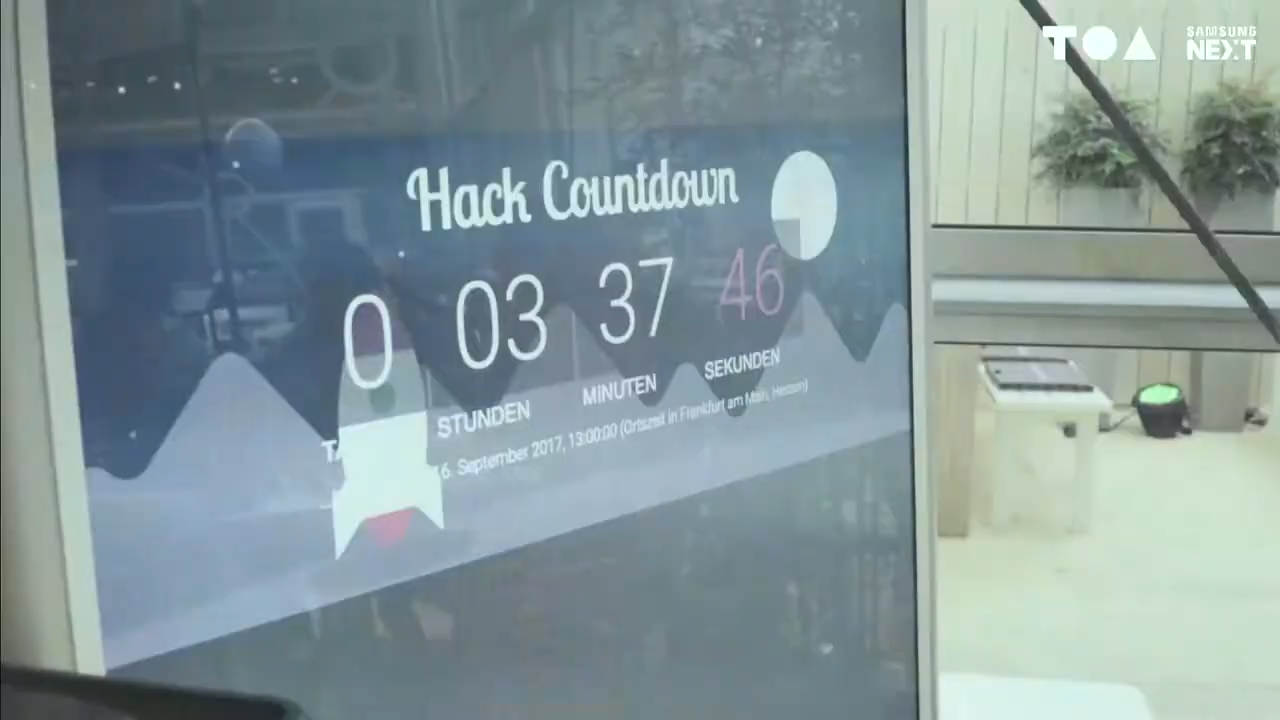 TOA
SAMSUNG
NEXT
Hack Countdown
0 03 37 46
STUNDEN MINUTEN SEKUNDEN
6. September 2017, 13:00:00 (Ortszeit in Frankfurt am Main, Hessen)